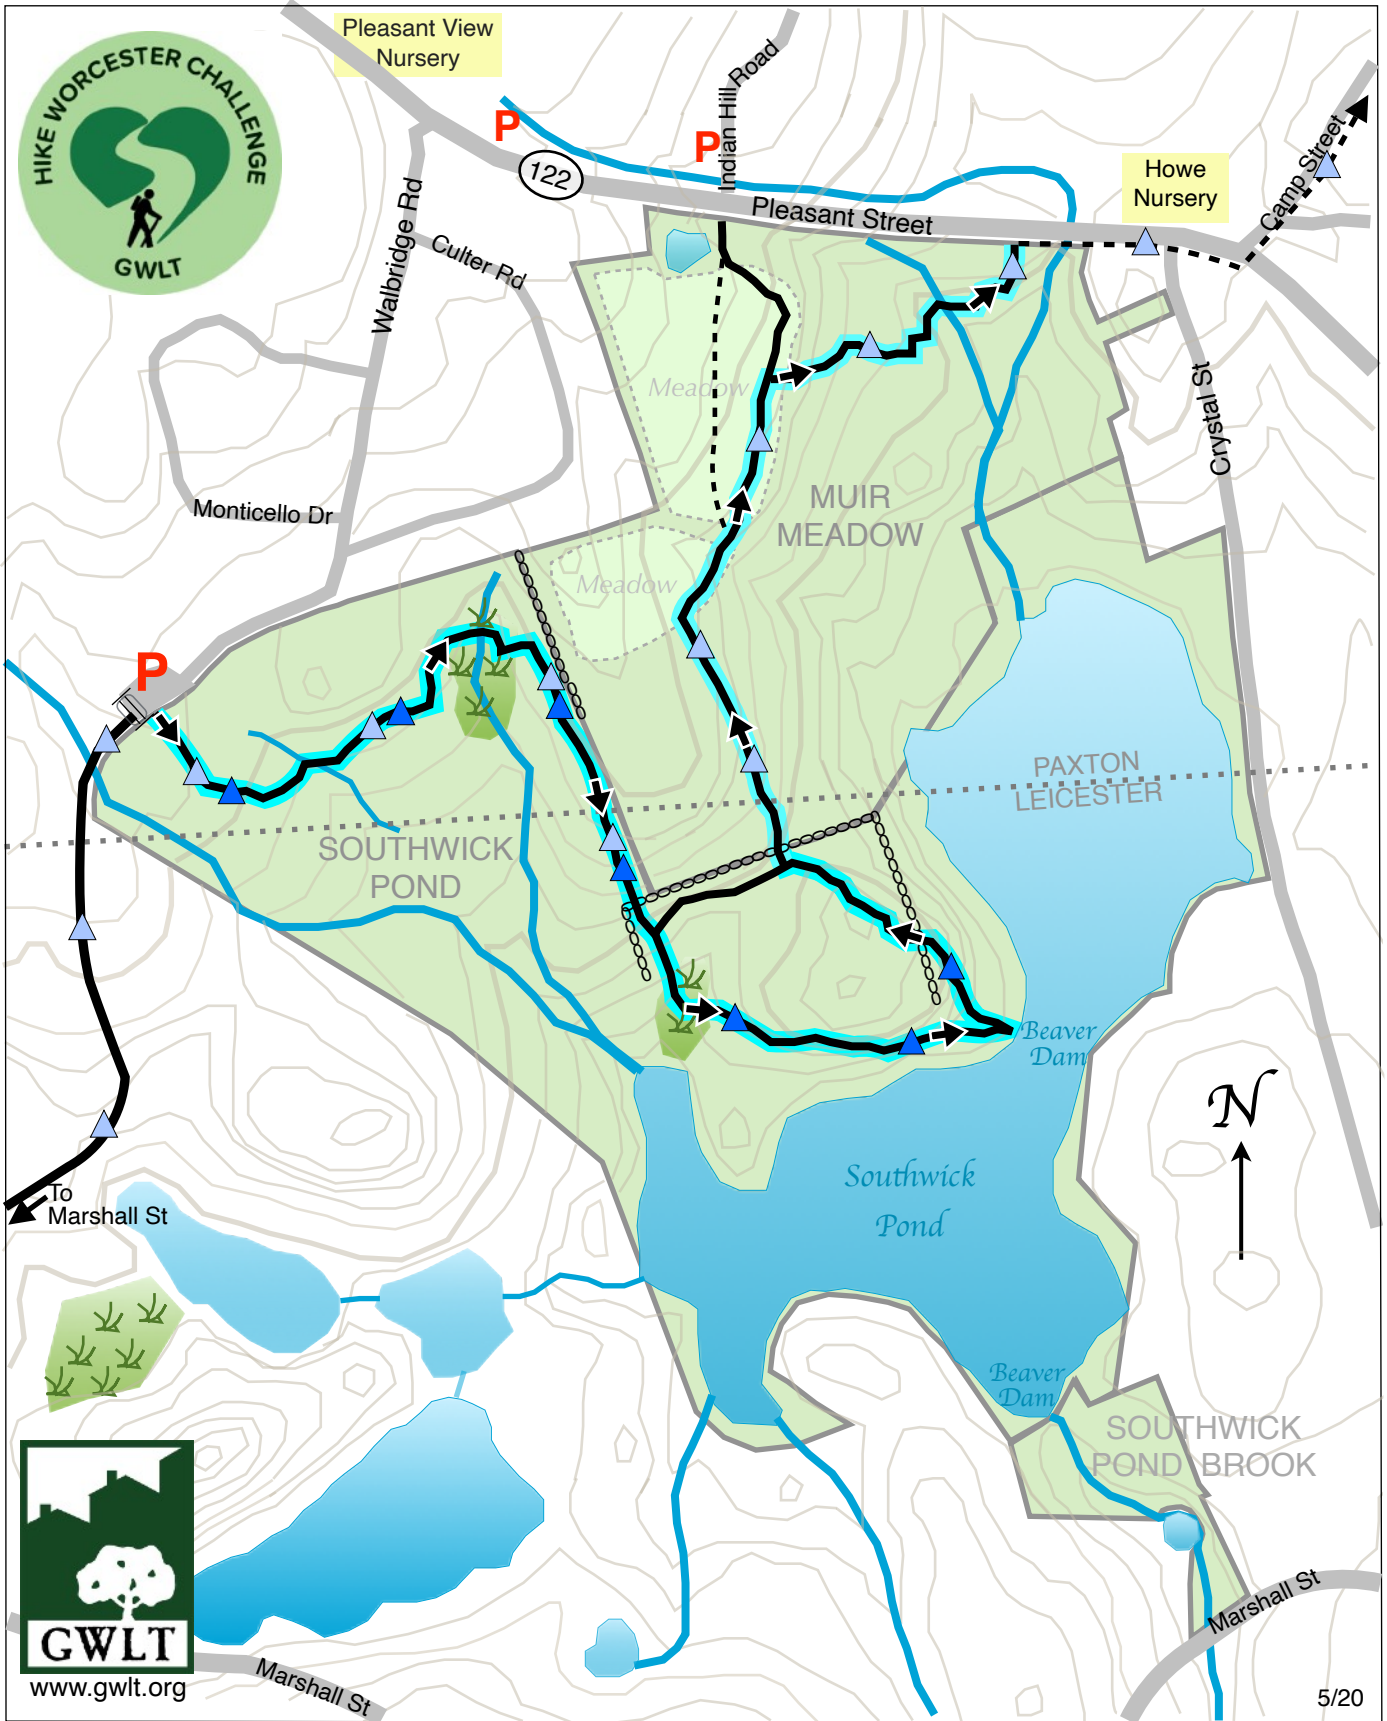 HIKE WORCESTER CHALLENGE
GWLT
Pleasant View
Nursery
P
P
Indian Hill Road
122
Pleasant Street
Howe
Nursery
Camp Street
Walbridge Rd
Culter Rd
Crystal St
Meadow
Monticello Dr
MUIR
MEADOW
Meadow
P
PAXTON
LEICESTER
SOUTHWICK
POND
Beaver
Dam
N
Southwick
Pond
To
Marshall St
Beaver
Dam
SOUTHWICK
POND BROOK
GWLT
www.gwlt.org
Marshall St
Marshall St
5/20